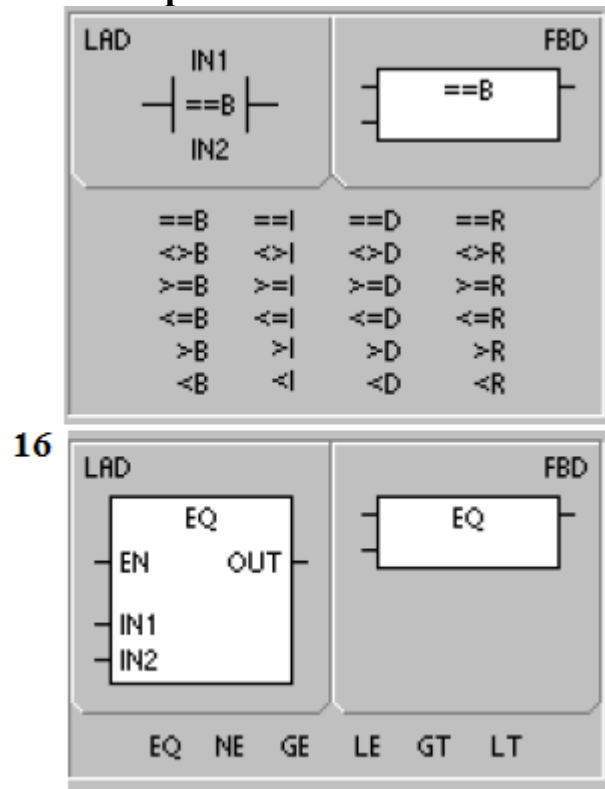 LAD FBD
IN1
==B ==B
IN2
==B ==I ==D ==R
<>B <>I <>D <>R
>=B >=I >=D >=R
<=B <=I <=D <=R
>B >I >D >R
<B <I <D <R
16
LAD FBD
EQ EQ
EN OUT
IN1
IN2
EQ NE GE LE GT LT